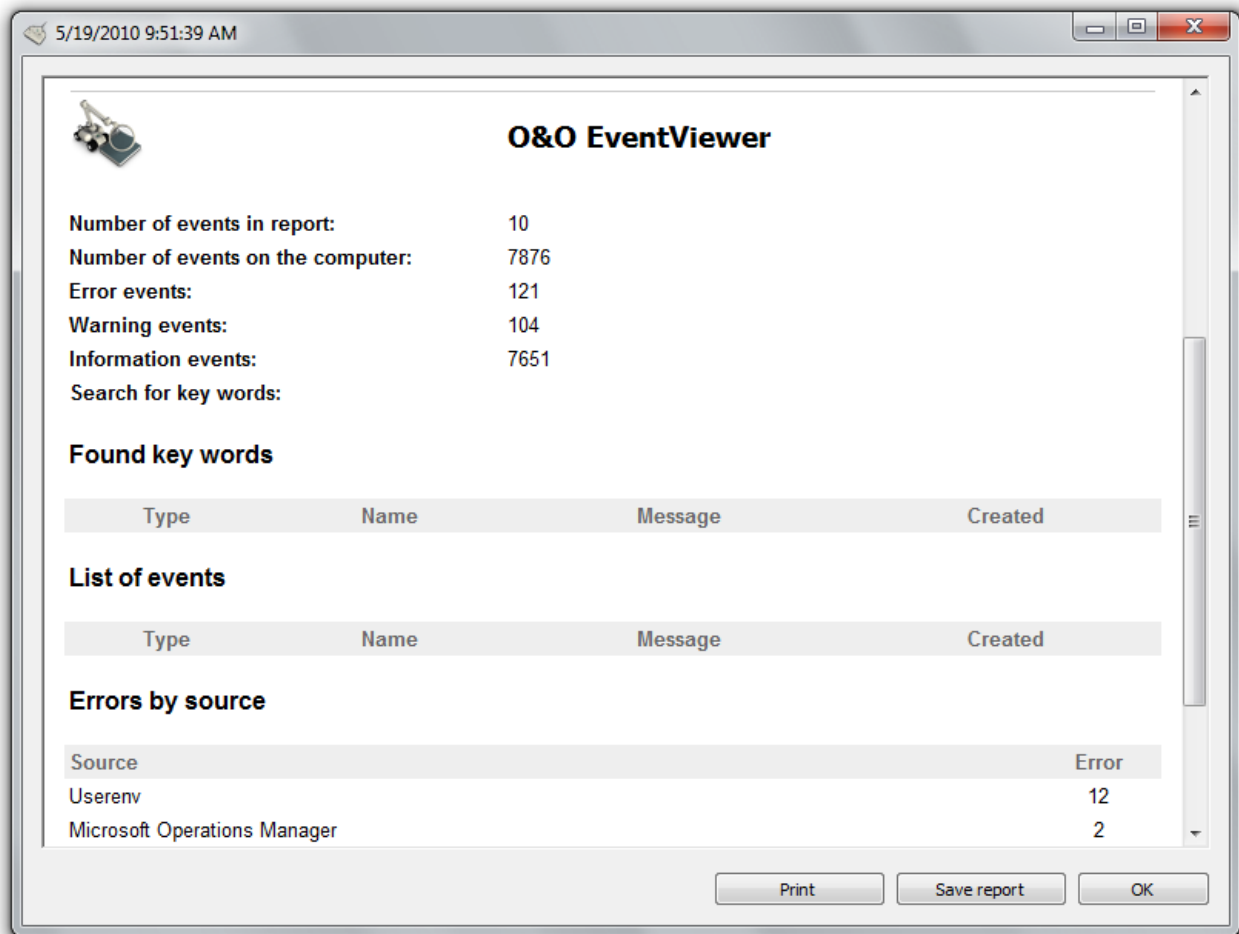 5/19/2010 9:51:39 AM
O&O EventViewer
Number of events in report: 10
Number of events on the computer: 7876
Error events: 121
Warning events: 104
Information events: 7651
Search for key words:
Found key words
Type Name Message Created
List of events
Type Name Message Created
Errors by source
Source Error
Userenv 12
Microsoft Operations Manager 2
Print Save report OK